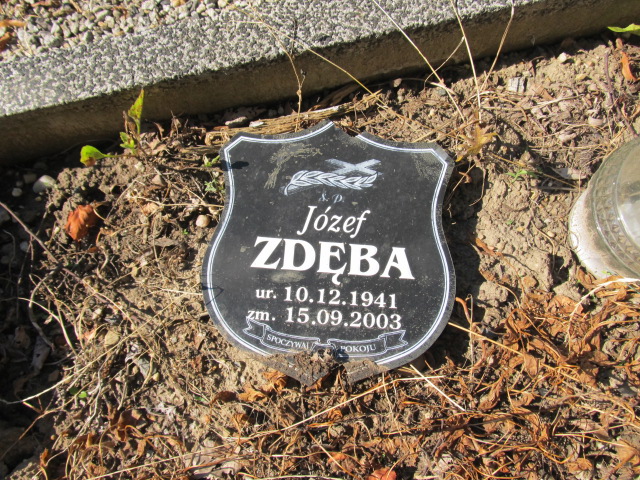 Ś. P.
Józef
ZDĘBA
ur. 10.12.1941
zm. 15.09.2003
SPOCZYWAJ POKOJU